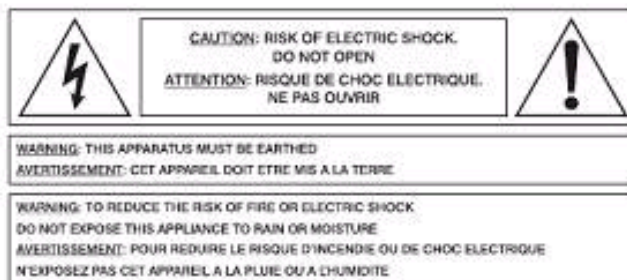 CAUTION: RISK OF ELECTRIC SHOCK.
DO NOT OPEN
ATTENTION: RISQUE DE CHOC ELECTRIQUE.
NE PAS OUVRIR
WARNING: THIS APPARATUS MUST BE EARTHED
AVERTISSEMENT: CET APPAREIL DOIT ETRE MIS A LA TERRE
WARNING: TO REDUCE THE RISK OF FIRE OR ELECTRIC SHOCK
DO NOT EXPOSE THIS APPLIANCE TO RAIN OR MOISTURE
AVERTISSEMENT: POUR REDUIRE LE RISQUE D'INCENDIE OU DE CHOC ELECTRIQUE
N'EXPOSEZ PAS CET APPAREIL A LA PLUIE OU A L'HUMIDITE